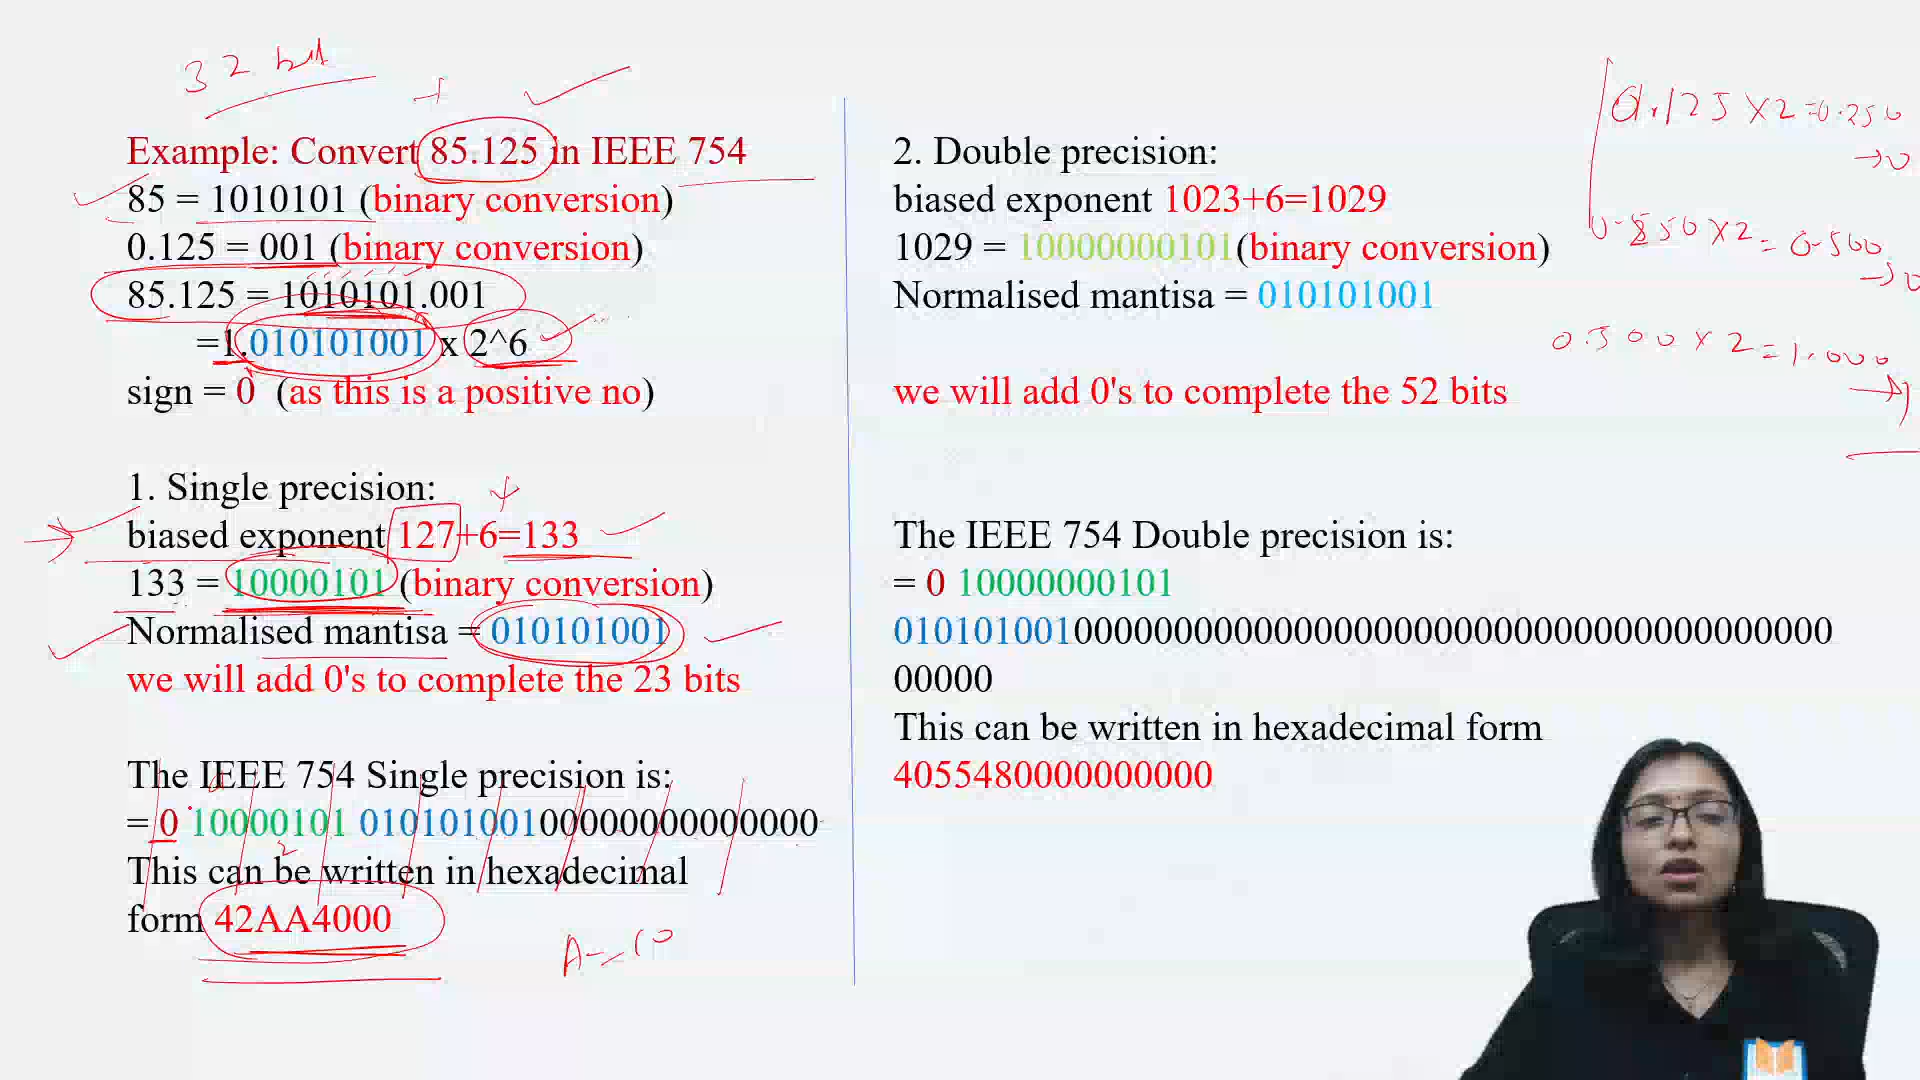 32 bit
+
Example: Convert 85.125 in IEEE 754
85 = 1010101 (binary conversion)
0.125 = 001 (binary conversion)
85.125 = 1010101.001
=1.010101001 x 2^6
sign = 0 (as this is a positive no)
1. Single precision:
biased exponent 127+6=133
133 = 10000101 (binary conversion)
Normalised mantisa = 010101001
we will add 0's to complete the 23 bits
The IEEE 754 Single precision is:
= 0 10000101 01010100100000000000000
This can be written in hexadecimal
form 42AA4000
2. Double precision:
biased exponent 1023+6=1029
1029 = 10000000101(binary conversion)
Normalised mantisa = 010101001
we will add 0's to complete the 52 bits
The IEEE 754 Double precision is:
= 0 10000000101
01010100100000000000000000000000000000000000000
00000
This can be written in hexadecimal form
4055480000000000
0.125 x 2 = 0.250
→0
x 2 = 0.500
→0
0.500 x 2 = 1.000
→1